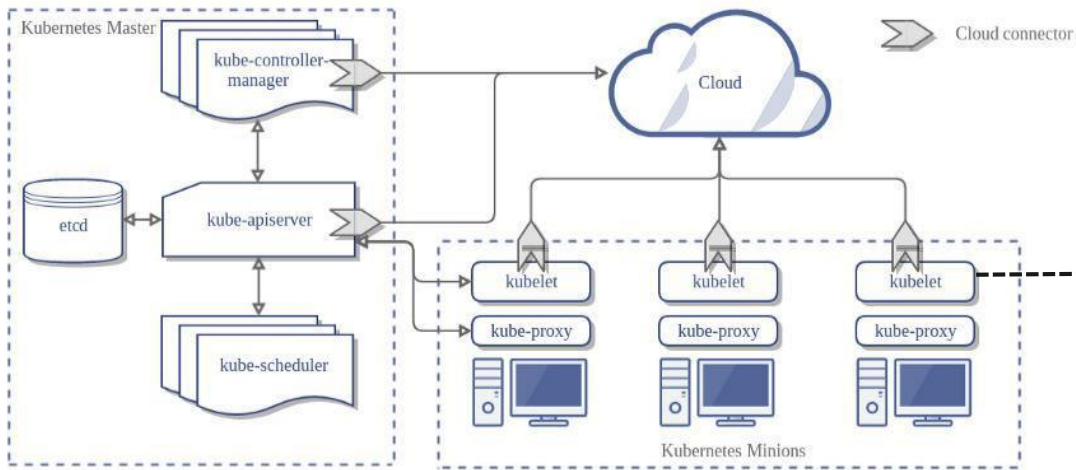 Kubernetes Master
kube-controller-
manager
Cloud
Cloud connector
etcd
kube-apiserver
kube-scheduler
kubelet
kubelet
kubelet
kube-proxy
kube-proxy
kube-proxy
Kubernetes Minions